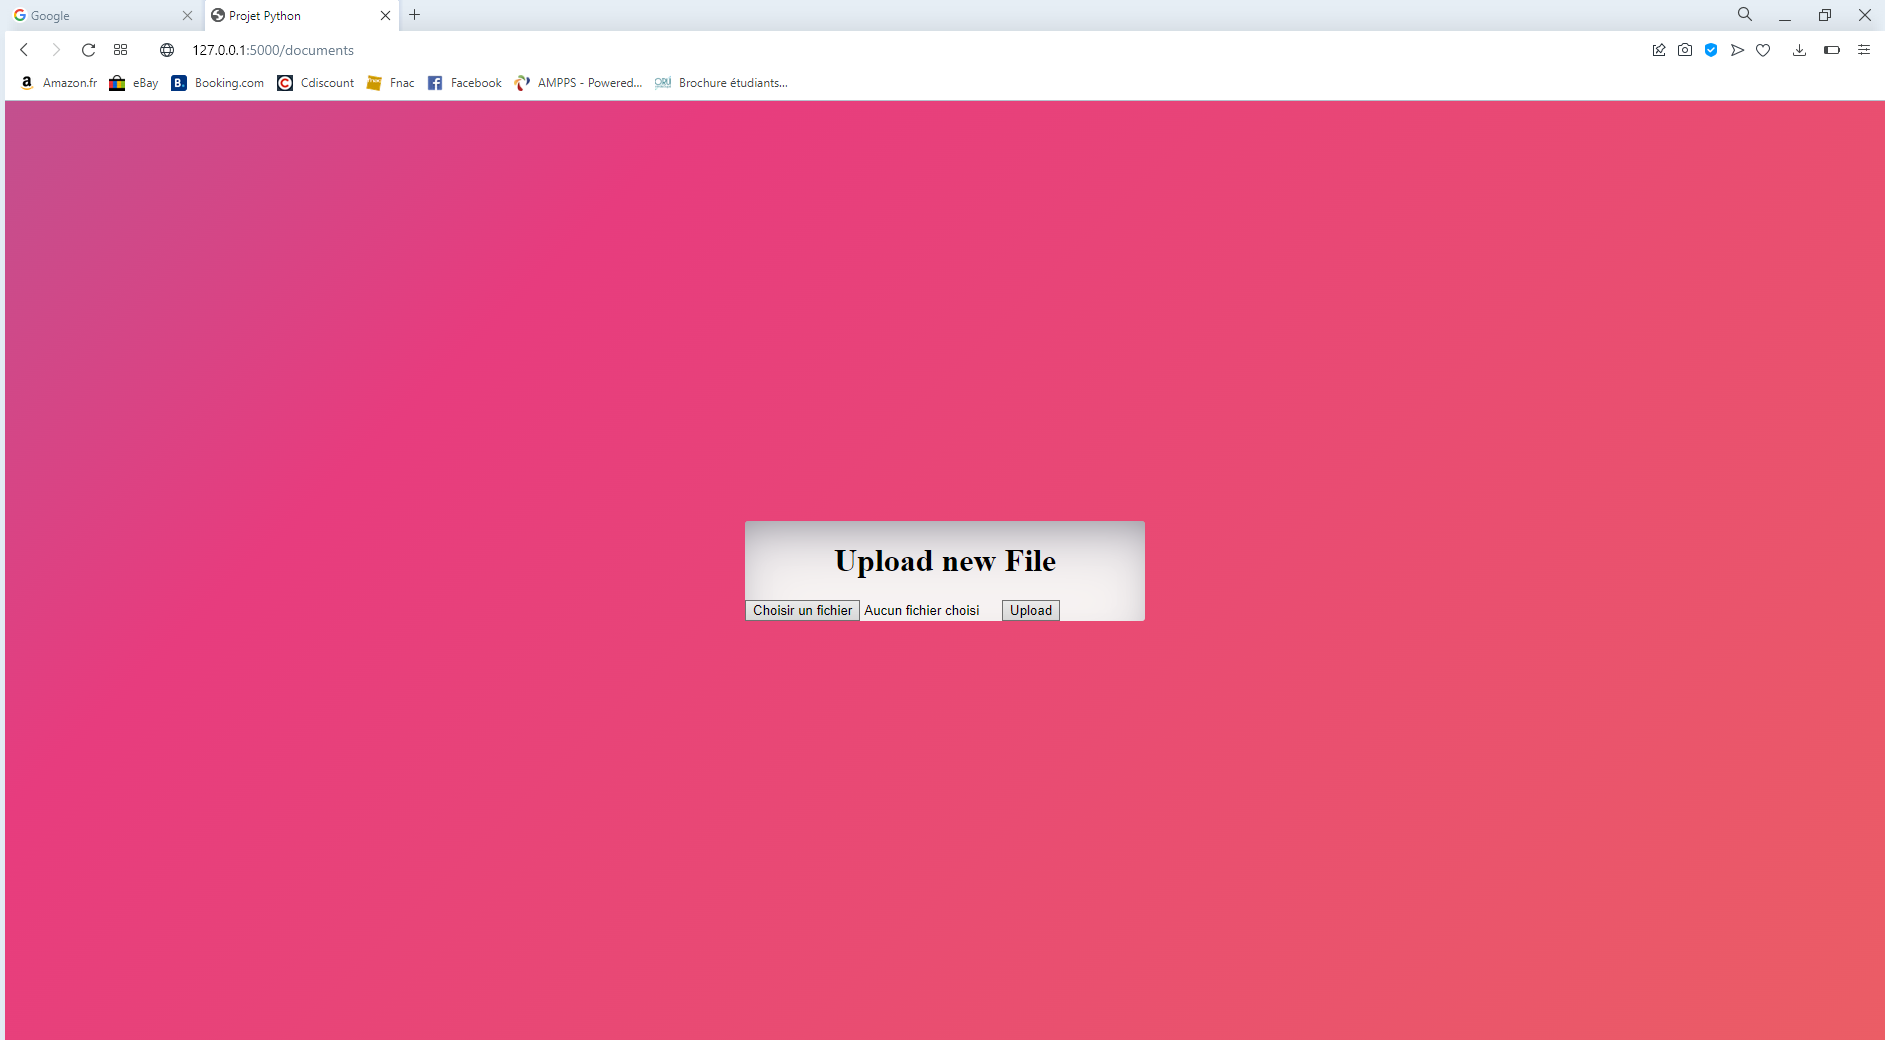 Google
Projet Python
127.0.0.1:5000/documents
a Amazon.fr eBay B. Booking.com C Cdiscount fnac Fnac f Facebook AMPPS - Powered... Brochure étudiants...
Upload new File
Choisir un fichier Aucun fichier choisi Upload